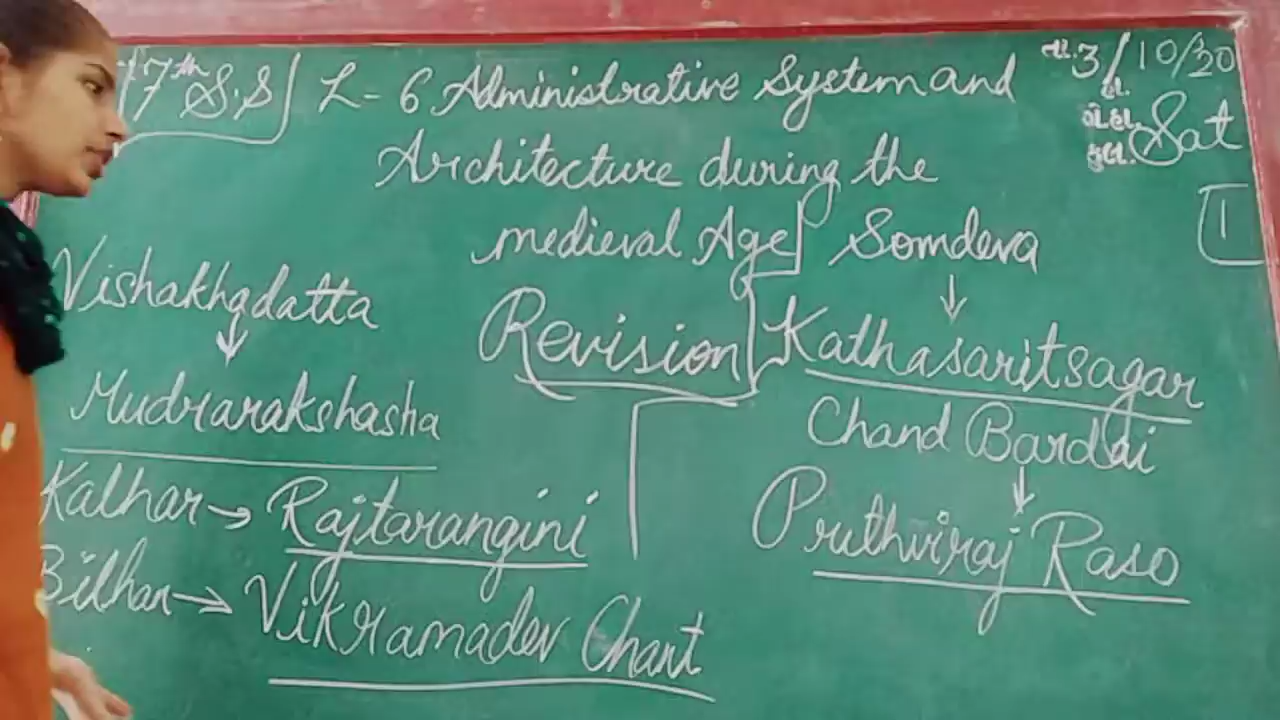 7th S.S L-6 Administrative System and
Architecture during the
medieval Age
તા. 3/10/20
વા. Sat
1
Revision
Vishakhadatta
↓
Mudrarakshasha
Kalhar → Rajtarangini
Bilhar → Vikramadev Charit
Somdeva
↓
Kathasaritsagar
Chand Bardai
↓
Pruthviraj Raso